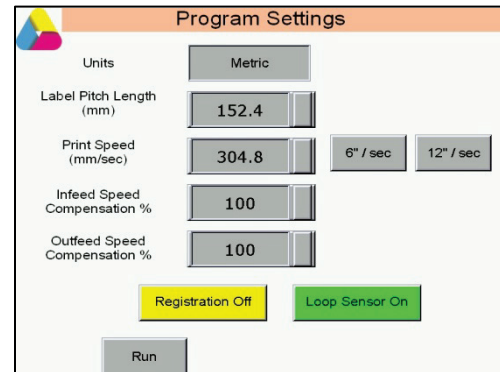 Program Settings
Units
Metric
Label Pitch Length
(mm)
152.4
Print Speed
(mm/sec)
304.8
6" / sec
12" / sec
Infeed Speed
Compensation %
100
Outfeed Speed
Compensation %
100
Registration Off
Loop Sensor On
Run